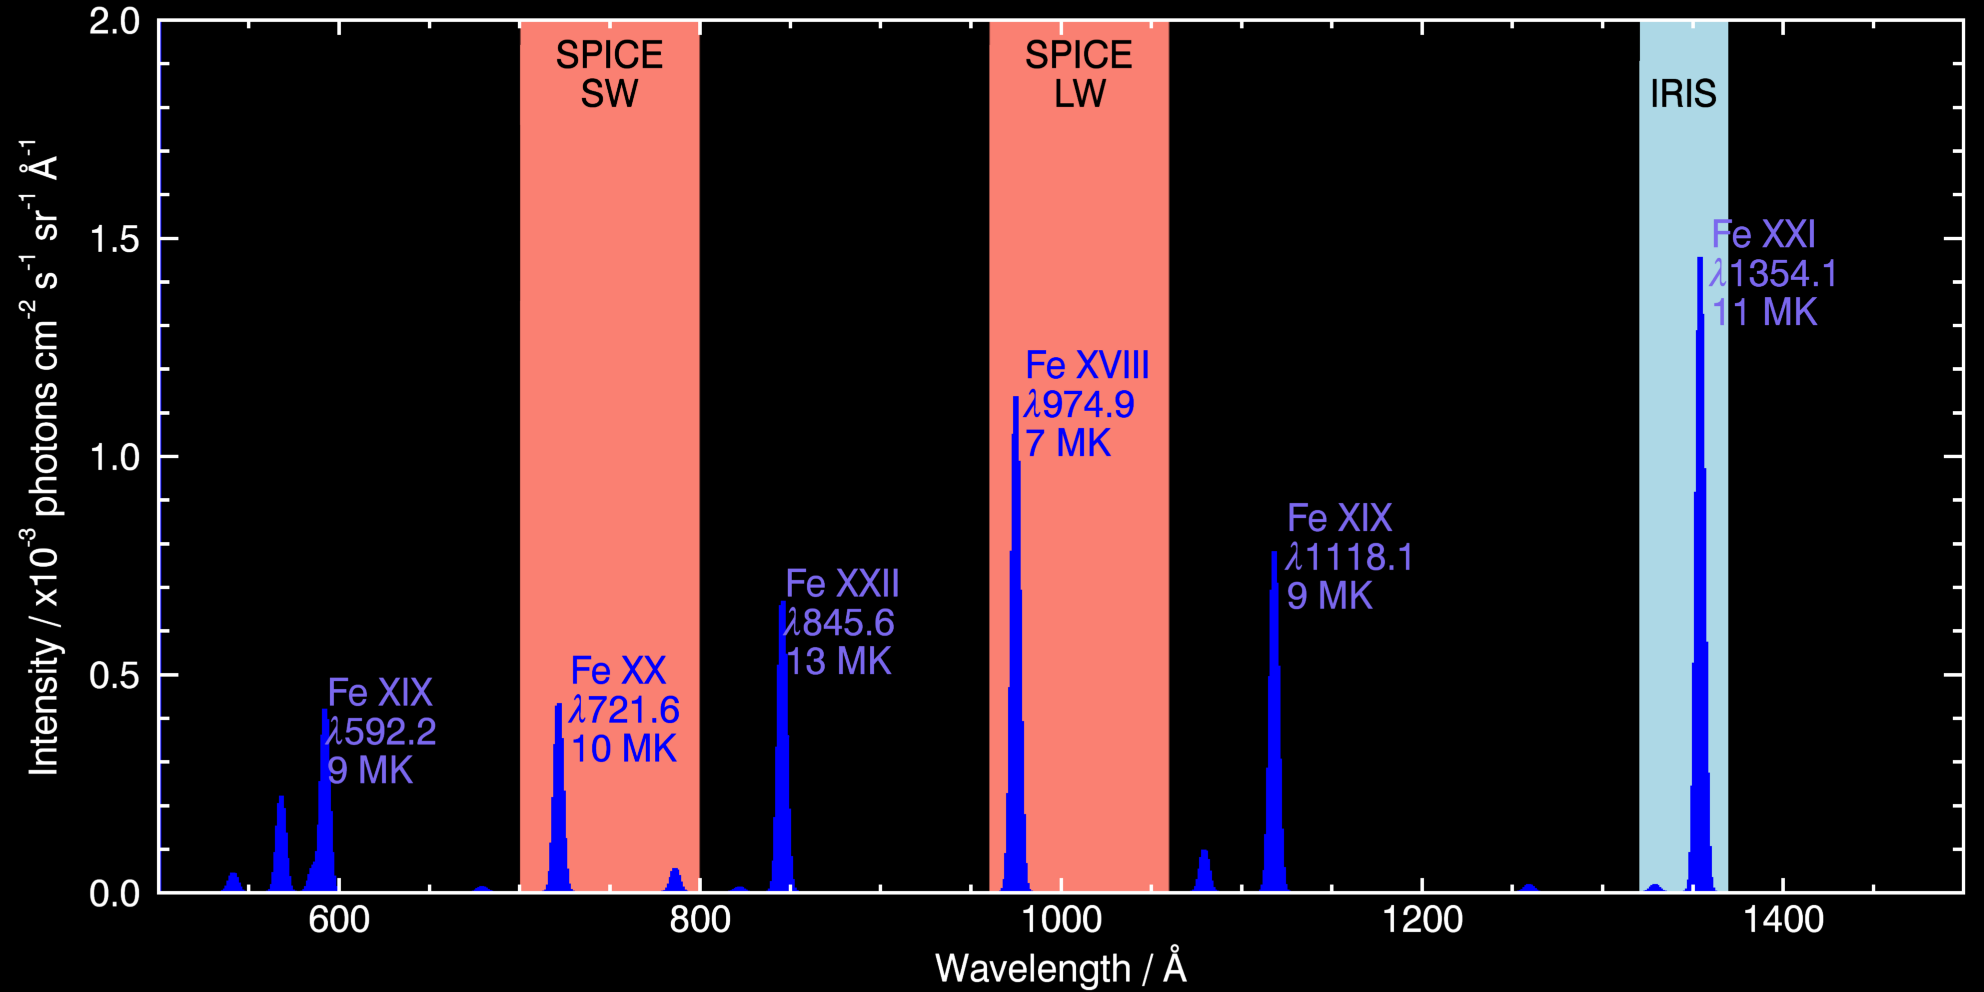 2.0
1.5
1.0
0.5
0.0
Intensity / x10⁻³ photons cm⁻² s⁻¹ sr⁻¹ Å⁻¹
SPICE
SW
SPICE
LW
IRIS
Fe XIX
λ592.2
9 MK
Fe XX
λ721.6
10 MK
Fe XXII
λ845.6
13 MK
Fe XVIII
λ974.9
7 MK
Fe XIX
λ1118.1
9 MK
Fe XXI
λ1354.1
11 MK
600
800
1000
1200
1400
Wavelength / Å